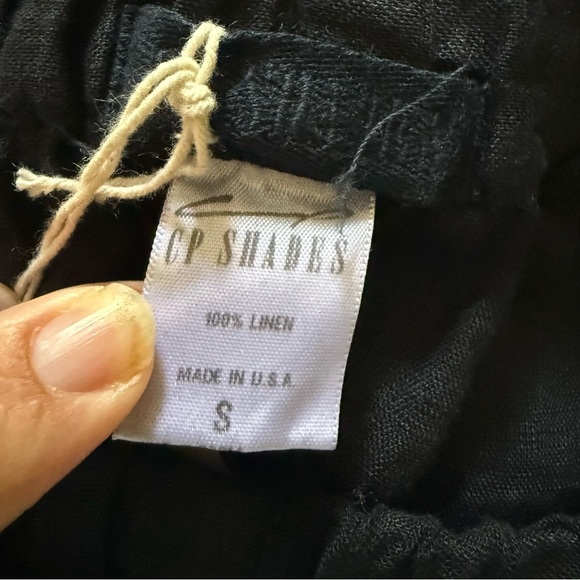 CP SHADES
100% LINEN
MADE IN U.S.A.
S